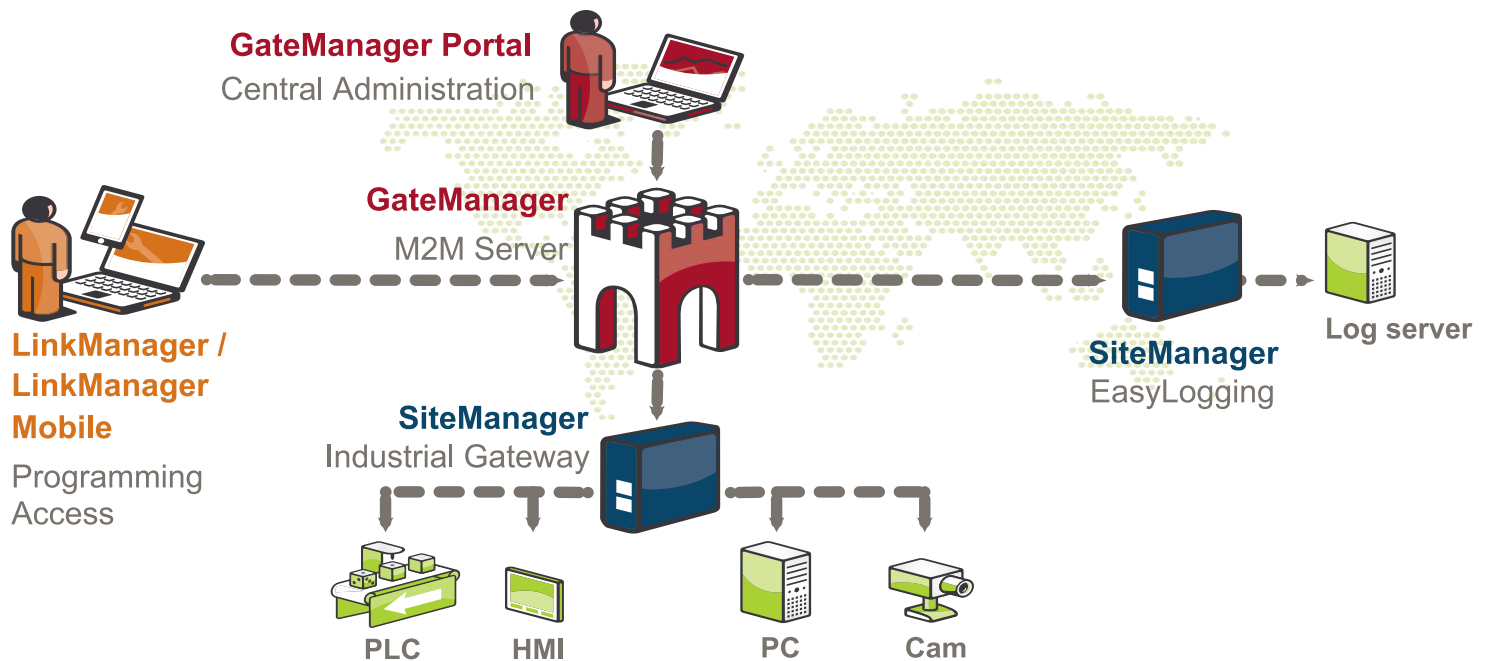 GateManager Portal
Central Administration
GateManager
M2M Server
LinkManager /
LinkManager
Mobile
Programming
Access
SiteManager
Industrial Gateway
SiteManager
EasyLogging
Log server
PLC
HMI
PC
Cam